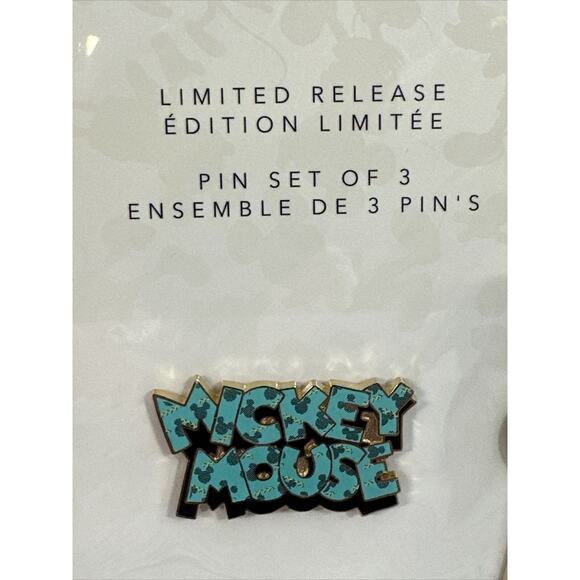 LIMITED RELEASE
ÉDITION LIMITÉE
PIN SET OF 3
ENSEMBLE DE 3 PIN'S
MICKEY
MOUSE